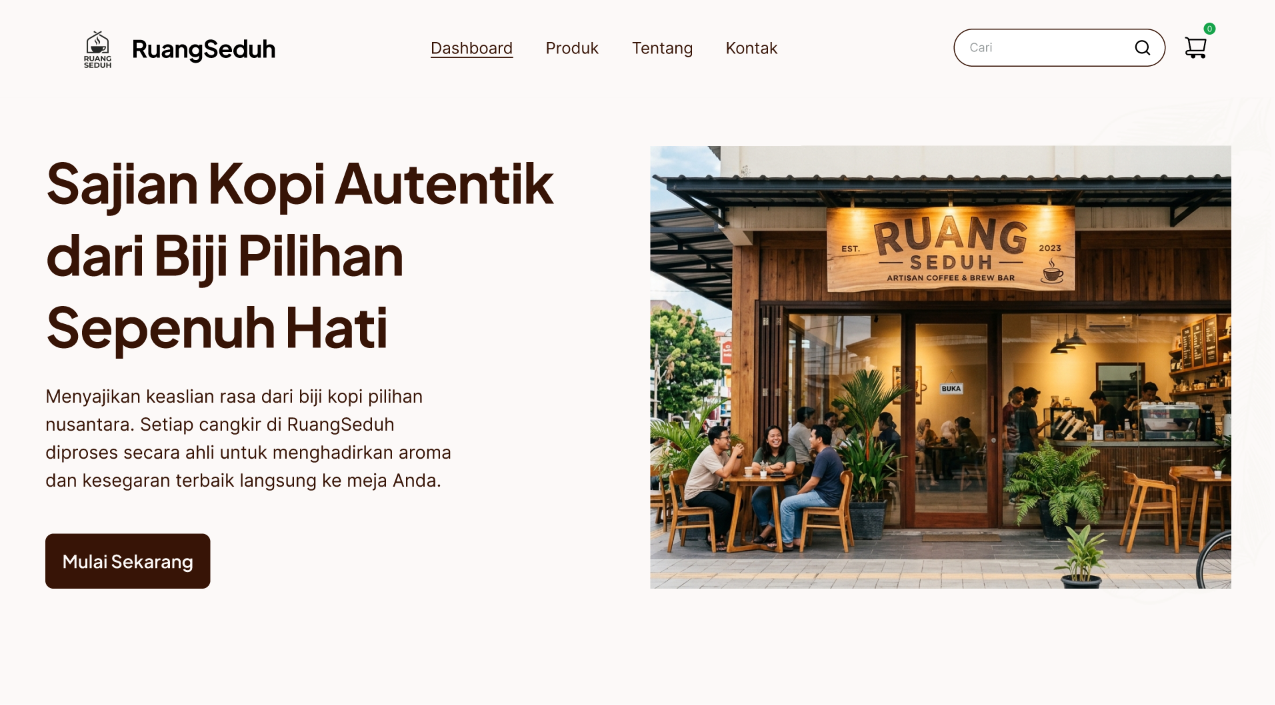 RUANG
SEDUH
RuangSeduh
Dashboard
Produk
Tentang
Kontak
Cari
0
Sajian Kopi Autentik
dari Biji Pilihan
Sepenuh Hati
Menyajikan keaslian rasa dari biji kopi pilihan
nusantara. Setiap cangkir di RuangSeduh
diproses secara ahli untuk menghadirkan aroma
dan kesegaran terbaik langsung ke meja Anda.
Mulai Sekarang
EST. RUANG 2023
SEDUH
ARTISAN COFFEE & BREW BAR
BUKA